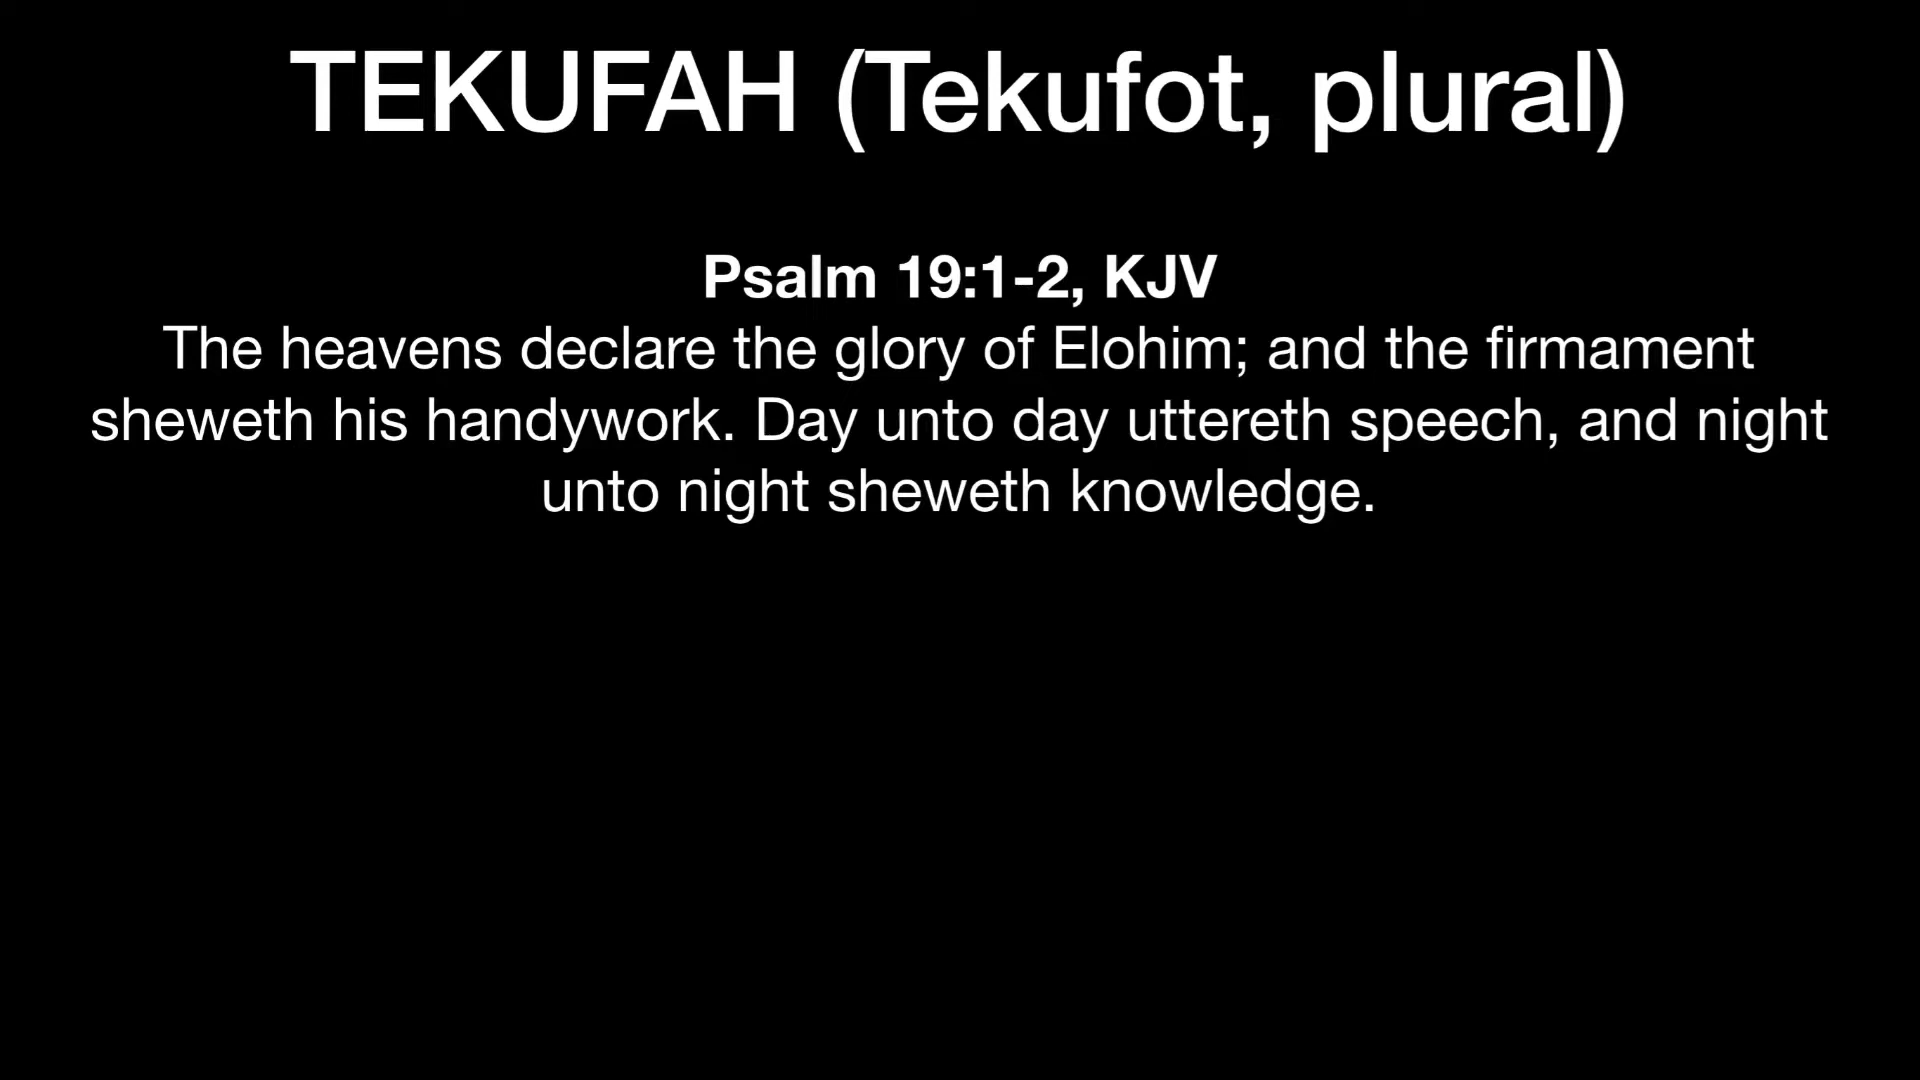 TEKUFAH (Tekufot, plural)
Psalm 19:1-2, KJV
The heavens declare the glory of Elohim; and the firmament
sheweth his handywork. Day unto day uttereth speech, and night
unto night sheweth knowledge.